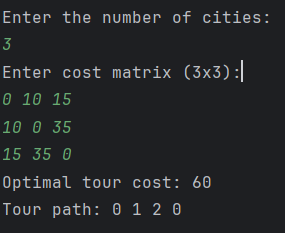 Enter the number of cities:
3
Enter cost matrix (3x3):
0 10 15
10 0 35
15 35 0
Optimal tour cost: 60
Tour path: 0 1 2 0